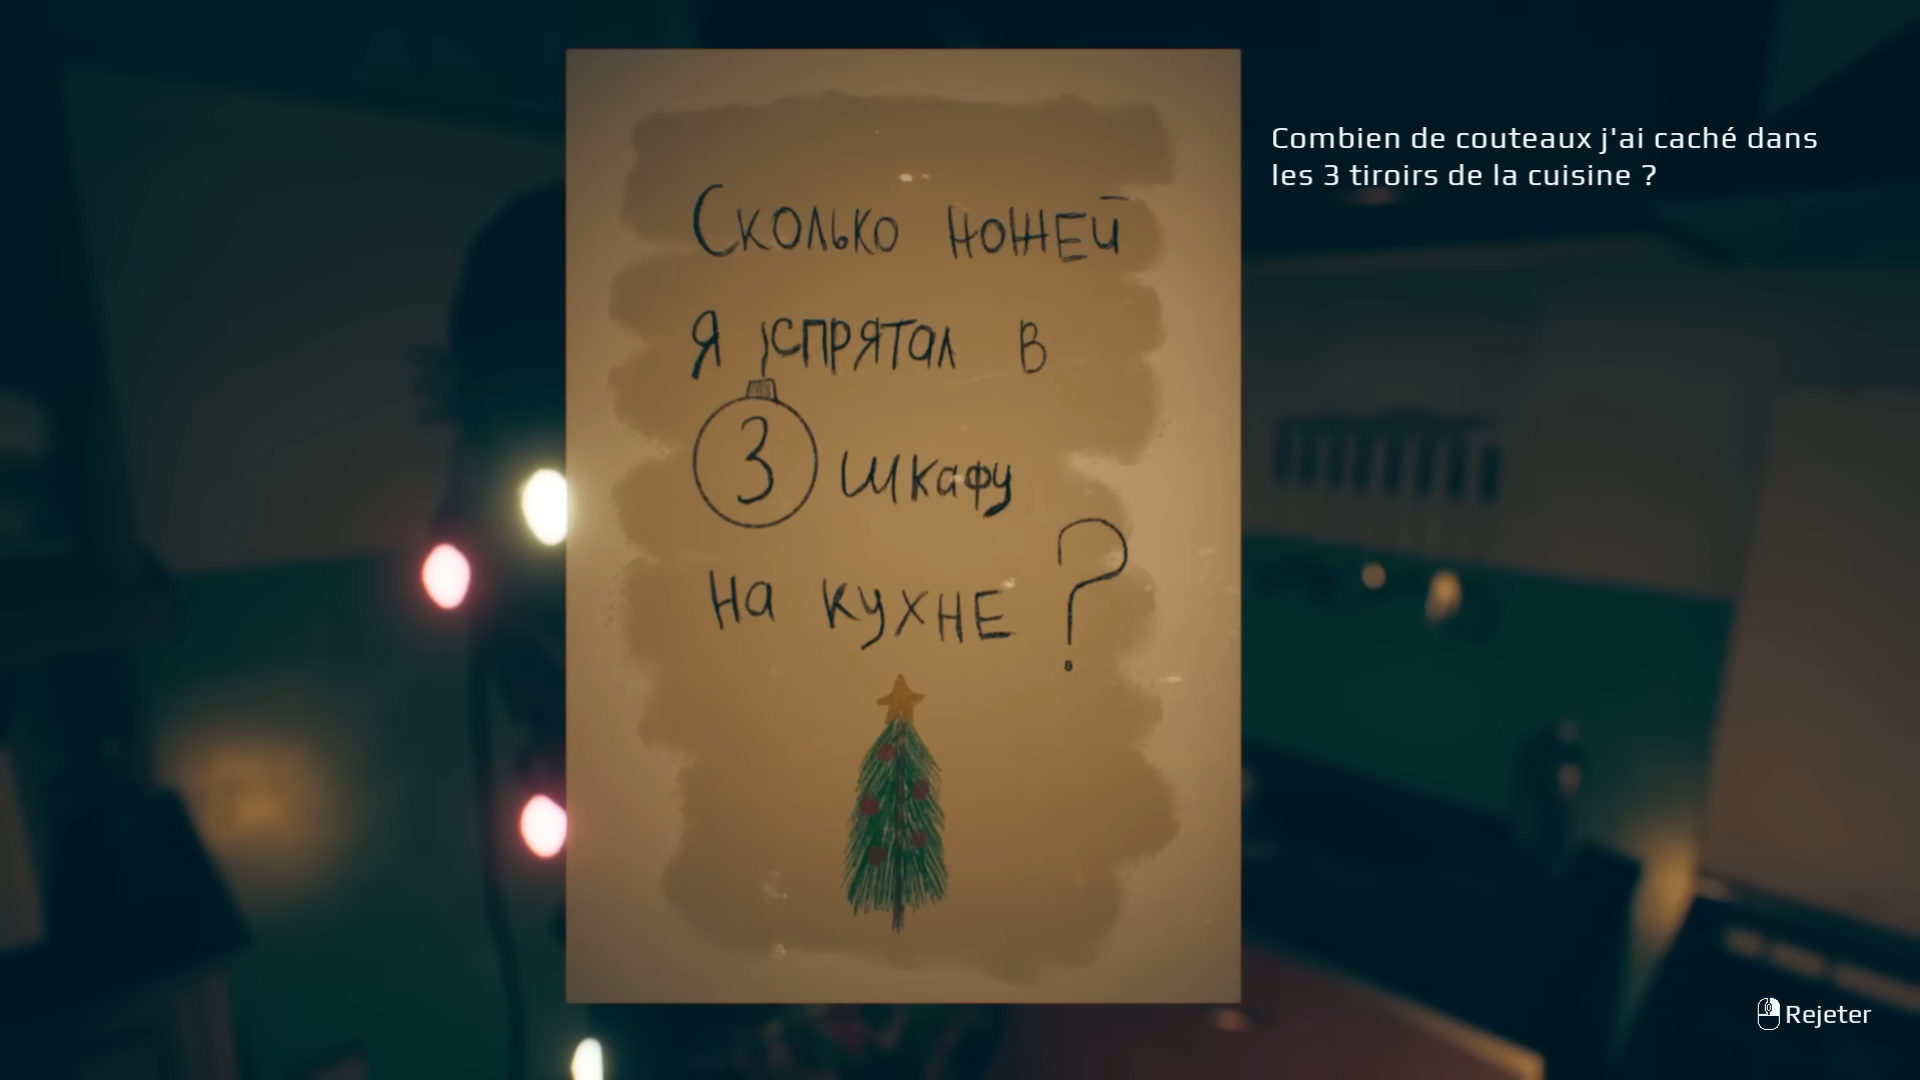 Сколько ножей
я спрятал в
3 шкафу
на кухне?
Combien de couteaux j'ai caché dans
les 3 tiroirs de la cuisine ?
Rejeter